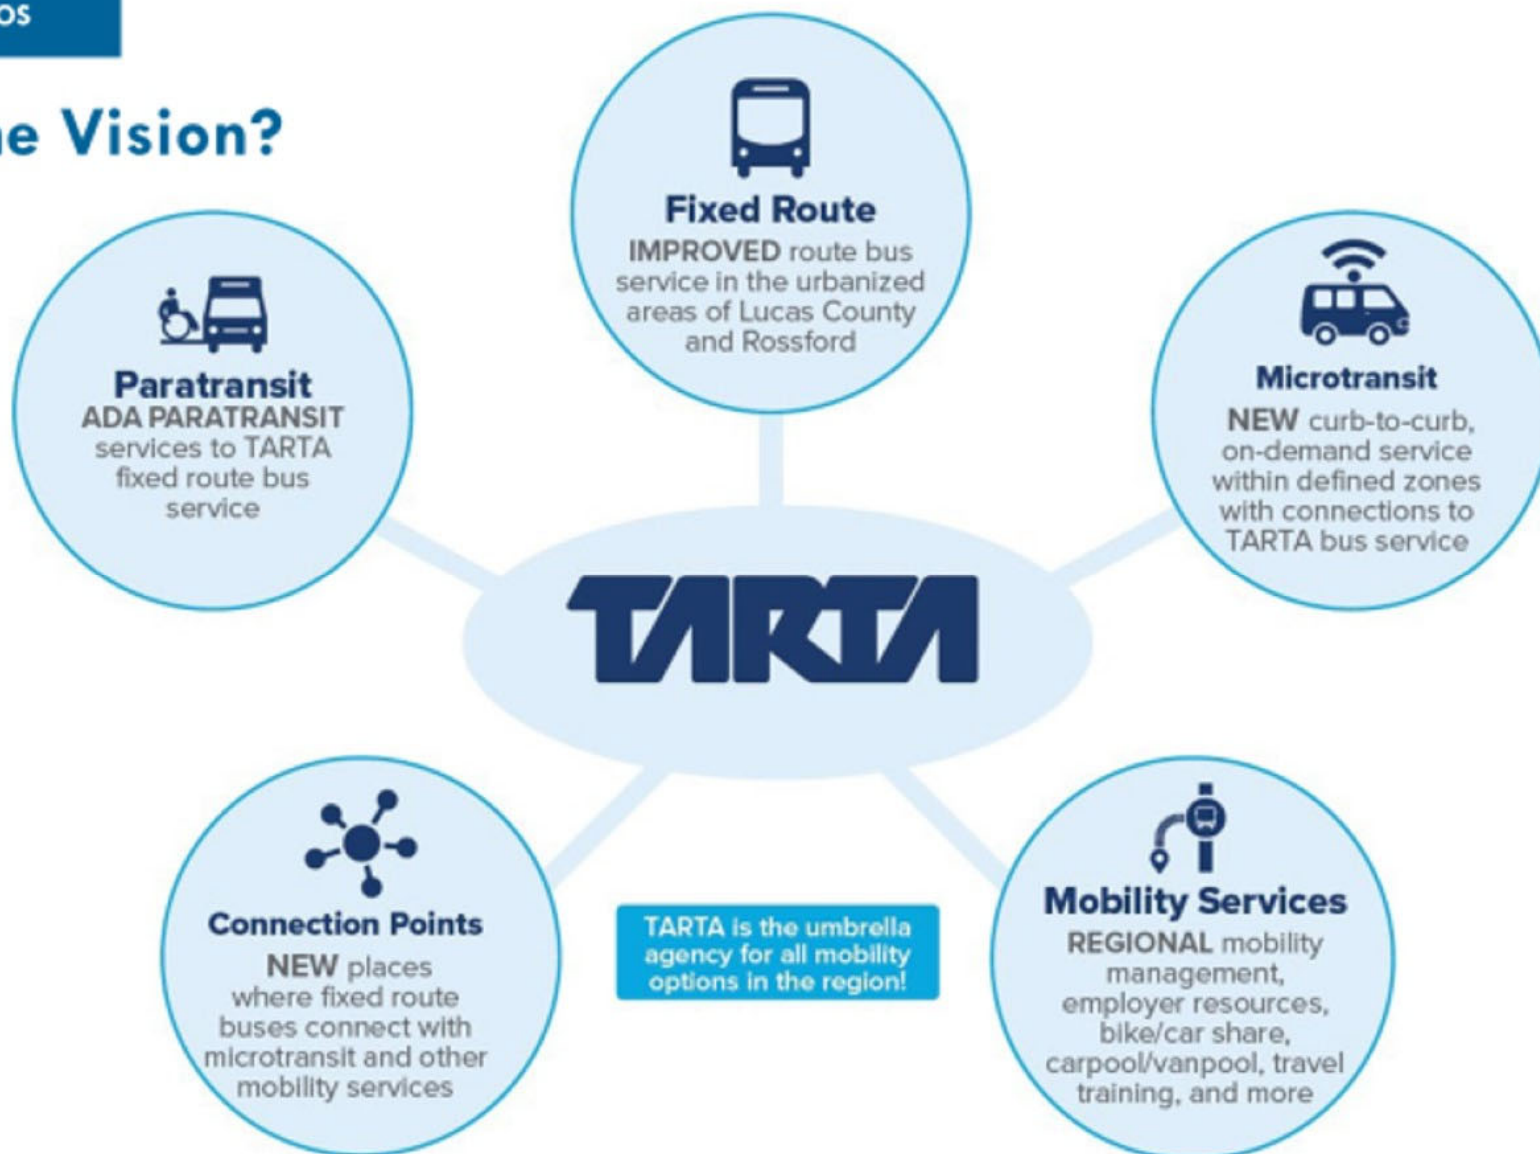 OS
Vision?
Fixed Route
IMPROVED route bus
service in the urbanized
areas of Lucas County
and Rossford
Paratransit
ADA PARATRANSIT
services to TARTA
fixed route bus
service
Microtransit
NEW curb-to-curb,
on-demand service
within defined zones
with connections to
TARTA bus service
TARTA
Connection Points
NEW places
where fixed route
buses connect with
microtransit and other
mobility services
TARTA is the umbrella
agency for all mobility
options in the region!
Mobility Services
REGIONAL mobility
management,
employer resources,
bike/car share,
carpool/vanpool, travel
training, and more